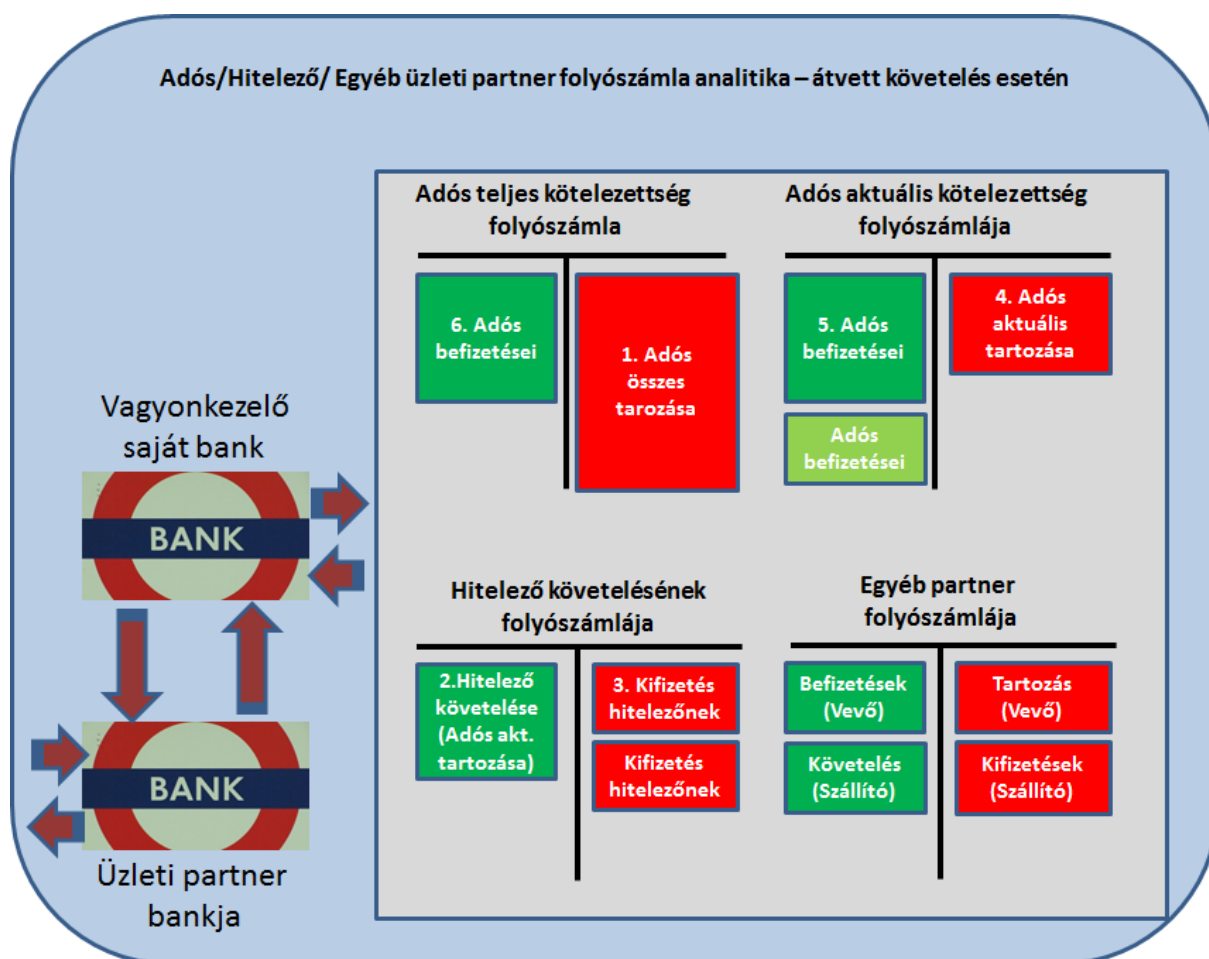 Adós/Hitelező/ Egyéb üzleti partner folyószámla analitika – átvett követelés esetén
Adós teljes kötelezettség
folyószámla
6. Adós
befizetései
1. Adós
összes
tarozása
Adós aktuális kötelezettség
folyószámlája
5. Adós
befizetései
Adós
befizetései
4. Adós
aktuális
tartozása
Vagyonkezelő
saját bank
BANK
BANK
Üzleti partner
bankja
Hitelező követelésének
folyószámlája
2.Hitelező
követelése
(Adós akt.
tartozása)
3. Kifizetés
hitelezőnek
Kifizetés
hitelezőnek
Egyéb partner
folyószámlája
Befizetések
(Vevő)
Követelés
(Szállító)
Tartozás
(Vevő)
Kifizetések
(Szállító)